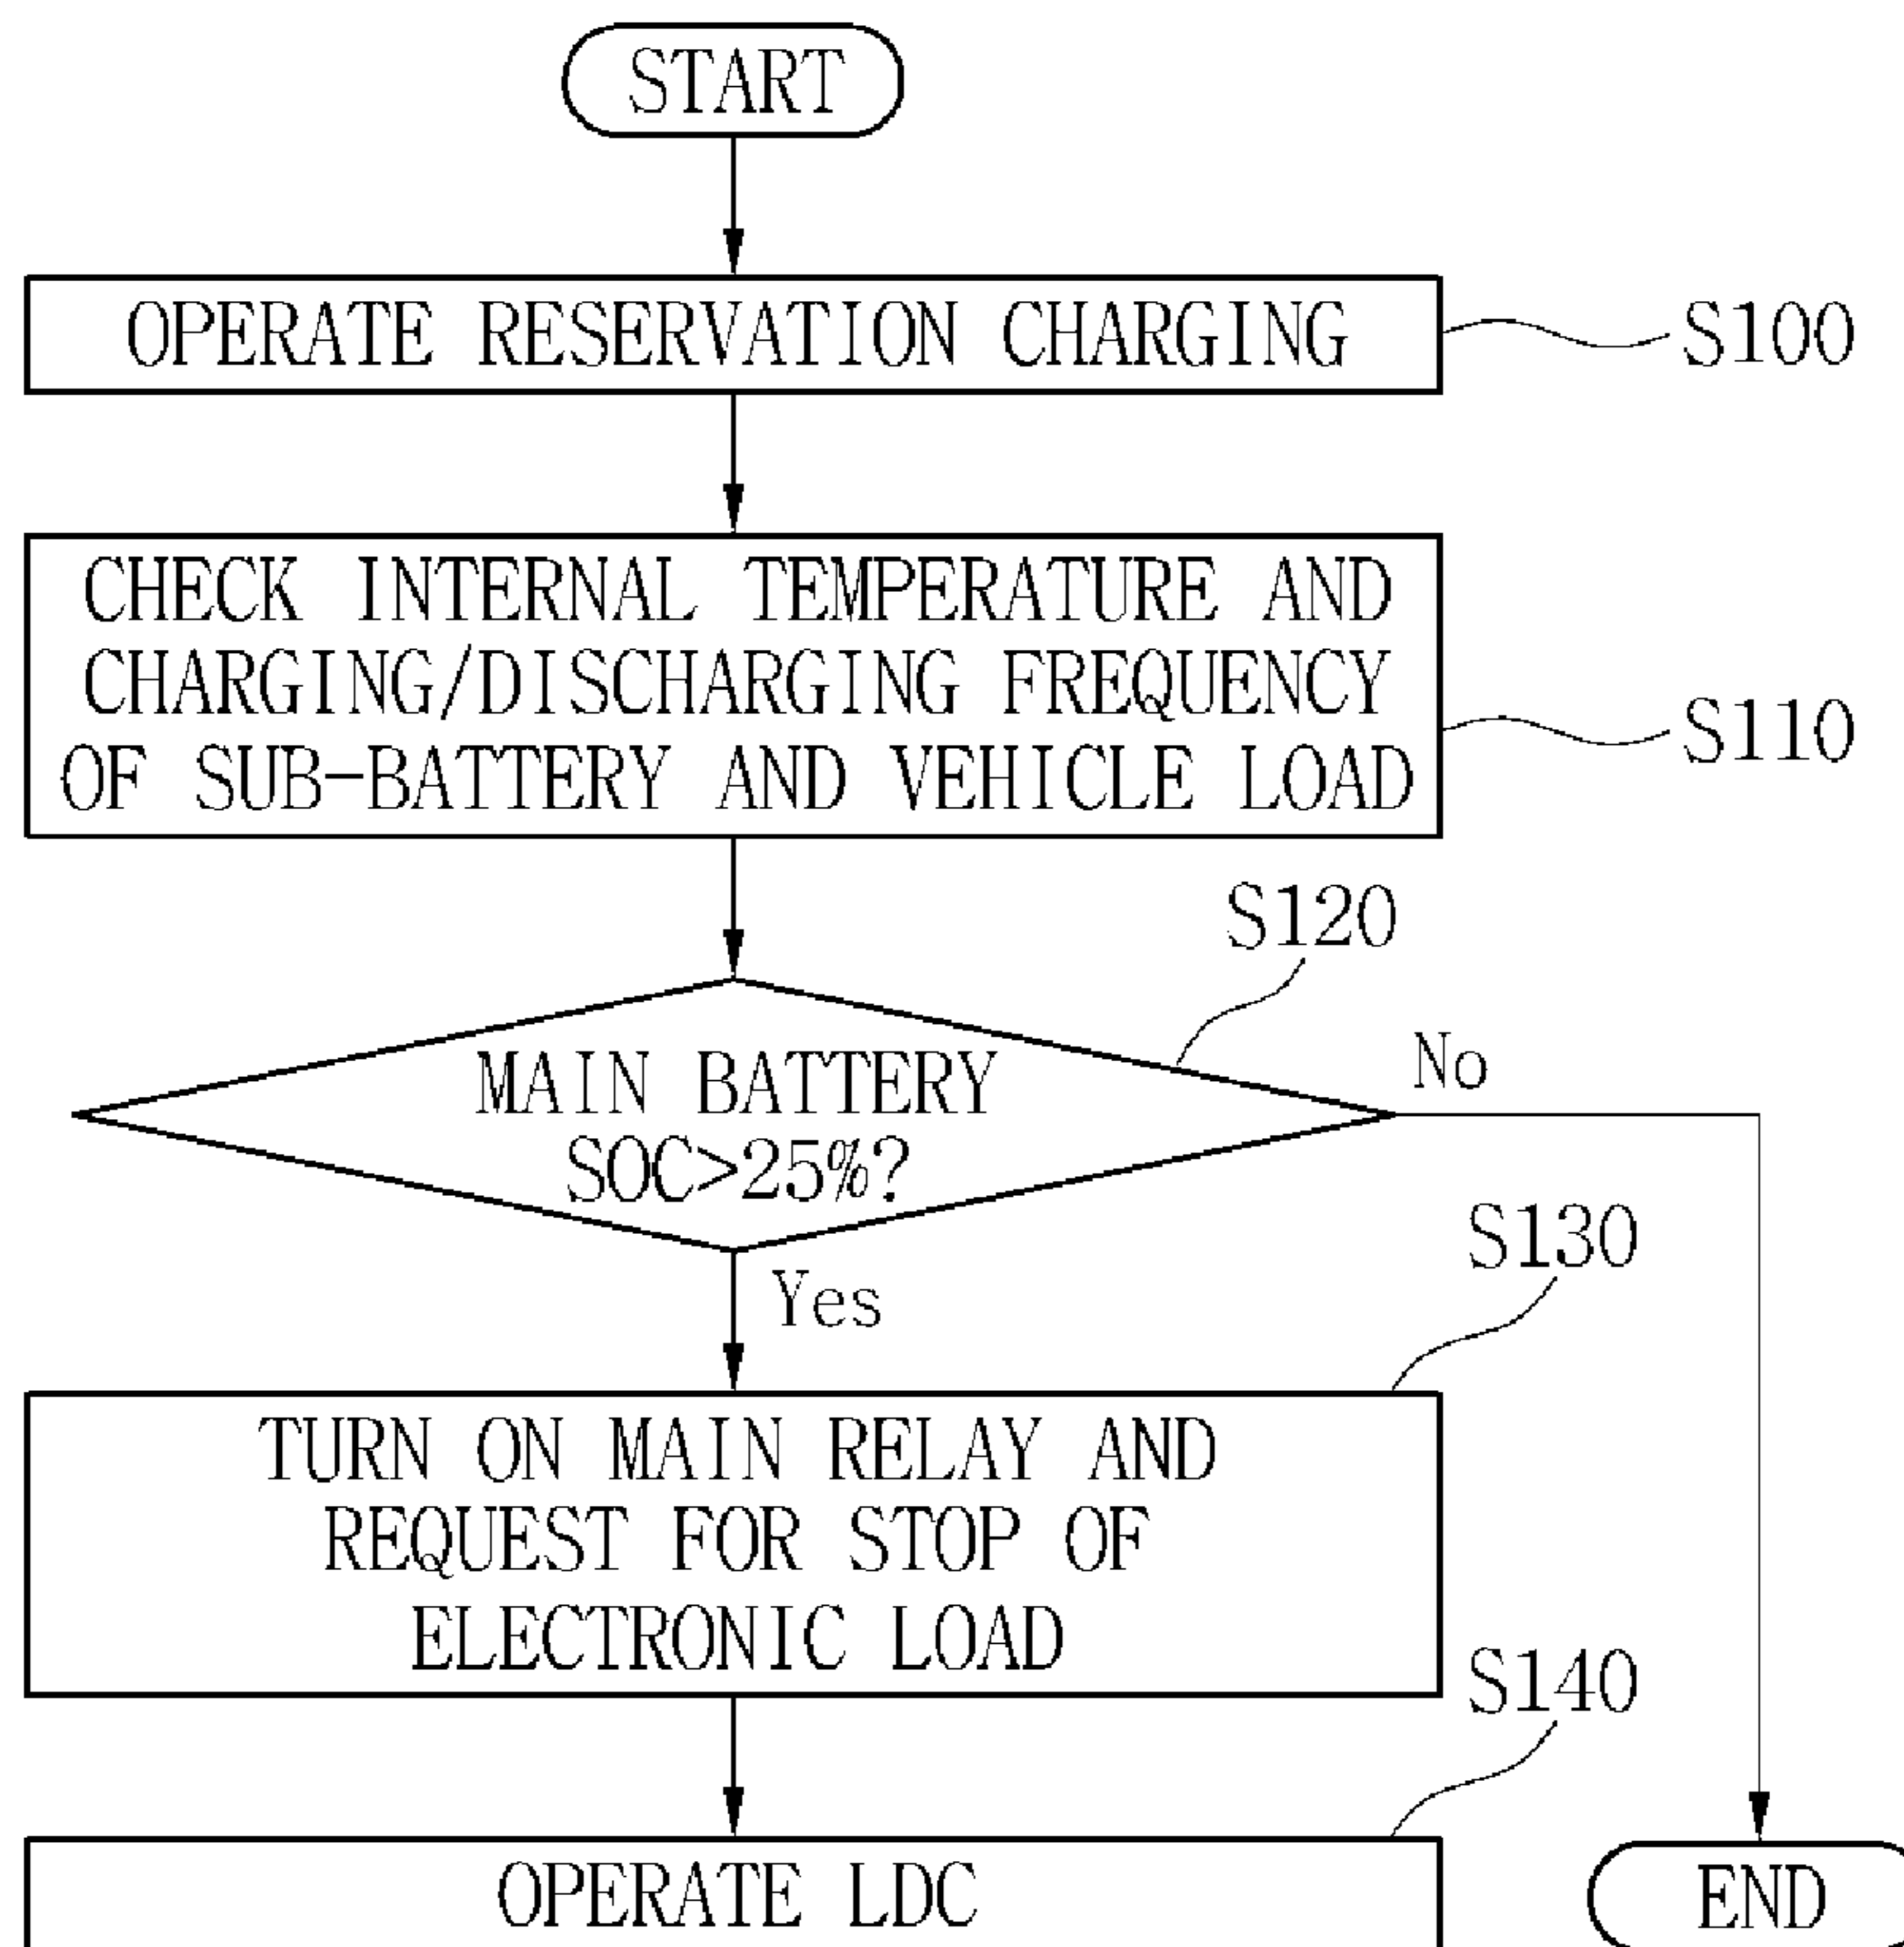 START
OPERATE RESERVATION CHARGING
S100
CHECK INTERNAL TEMPERATURE AND
CHARGING/DISCHARGING FREQUENCY
OF SUB-BATTERY AND VEHICLE LOAD
S110
S120
MAIN BATTERY
SOC>25%?
No
Yes
S130
TURN ON MAIN RELAY AND
REQUEST FOR STOP OF
ELECTRONIC LOAD
S140
OPERATE LDC
END